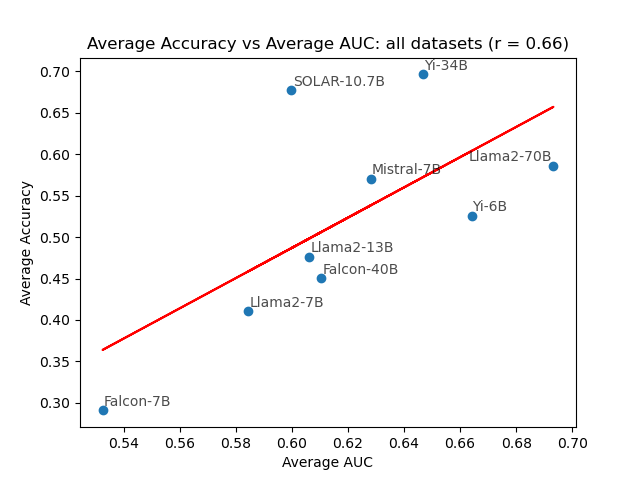 Average Accuracy vs Average AUC: all datasets (r = 0.66)
Average Accuracy
0.70
0.65
0.60
0.55
0.50
0.45
0.40
0.35
0.30
Yi-34B
SOLAR-10.7B
Llama2-70B
Mistral-7B
Yi-6B
Llama2-13B
Falcon-40B
Llama2-7B
Falcon-7B
0.54 0.56 0.58 0.60 0.62 0.64 0.66 0.68 0.70
Average AUC